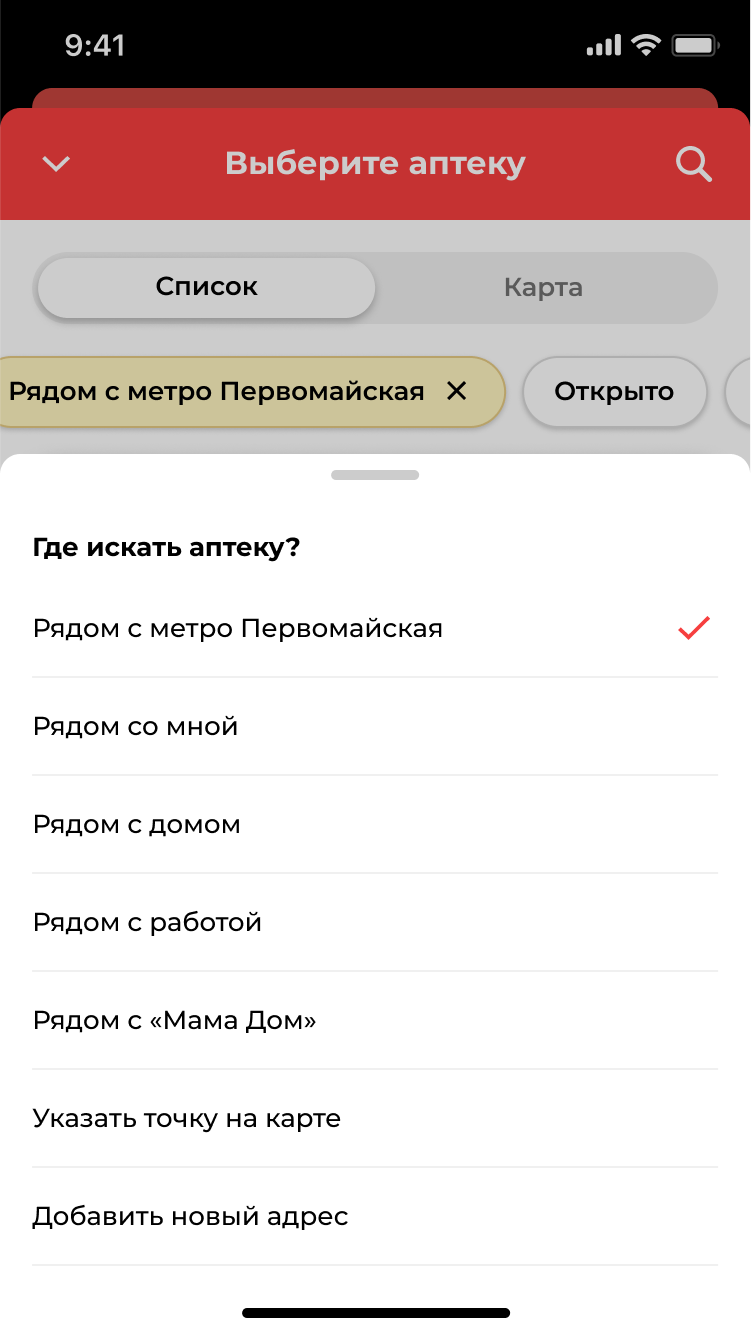 9:41
Выберите аптеку
Список
Карта
Рядом с метро Первомайская
Открыто
Где искать аптеку?
Рядом с метро Первомайская
Рядом со мной
Рядом с домом
Рядом с работой
Рядом с «Мама Дом»
Указать точку на карте
Добавить новый адрес